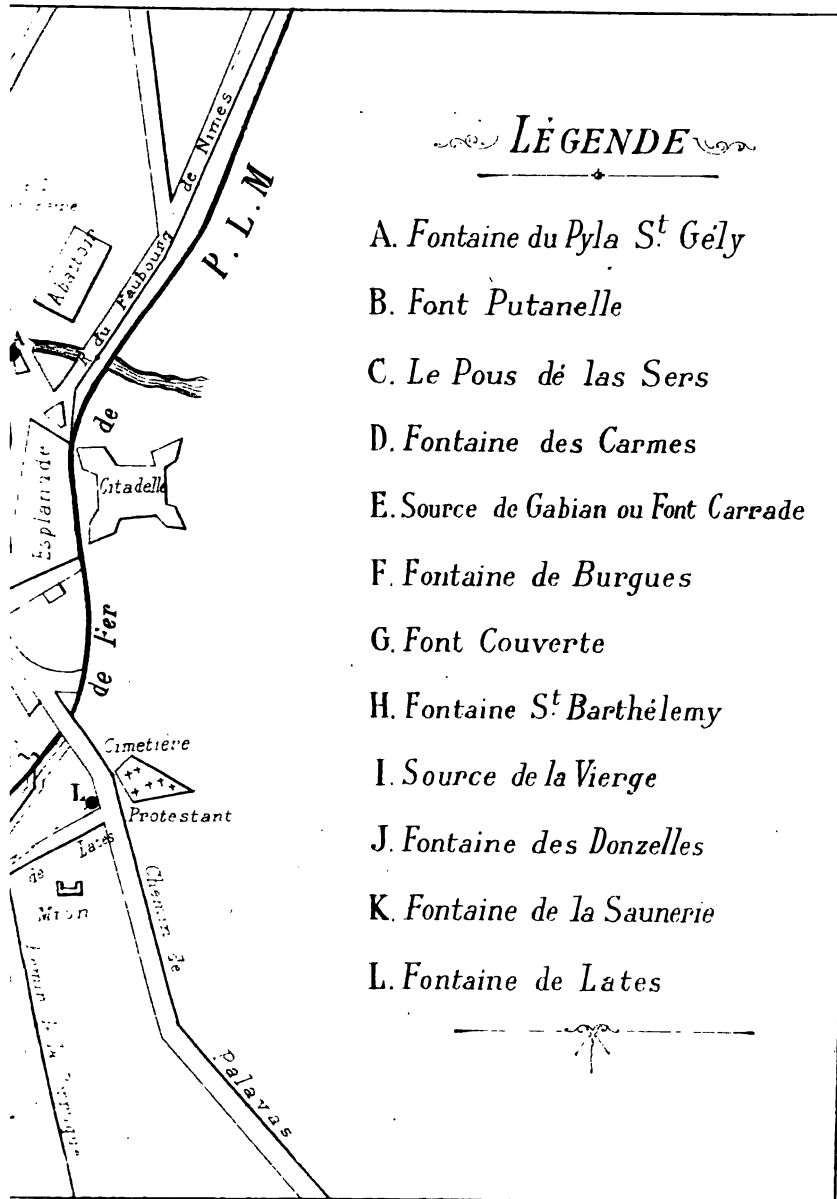 LÉGENDE
A. Fontaine du Pyla S.t Gély
B. Font Putanelle
C. Le Pous dé las Sers
D. Fontaine des Carmes
E. Source de Gabian ou Font Carrade
F. Fontaine de Burgues
G. Font Couverte
H. Fontaine S.t Barthélemy
I. Source de la Vierge
J. Fontaine des Donzelles
K. Fontaine de la Saunerie
L. Fontaine de Lates
R. du Faubourg de Nimes
P. L. M
Abattoir
A
de
Citadelle
Esplanade
de Fer
Cimetière
L
Protestant
de Lates
Chemin de
Palavas